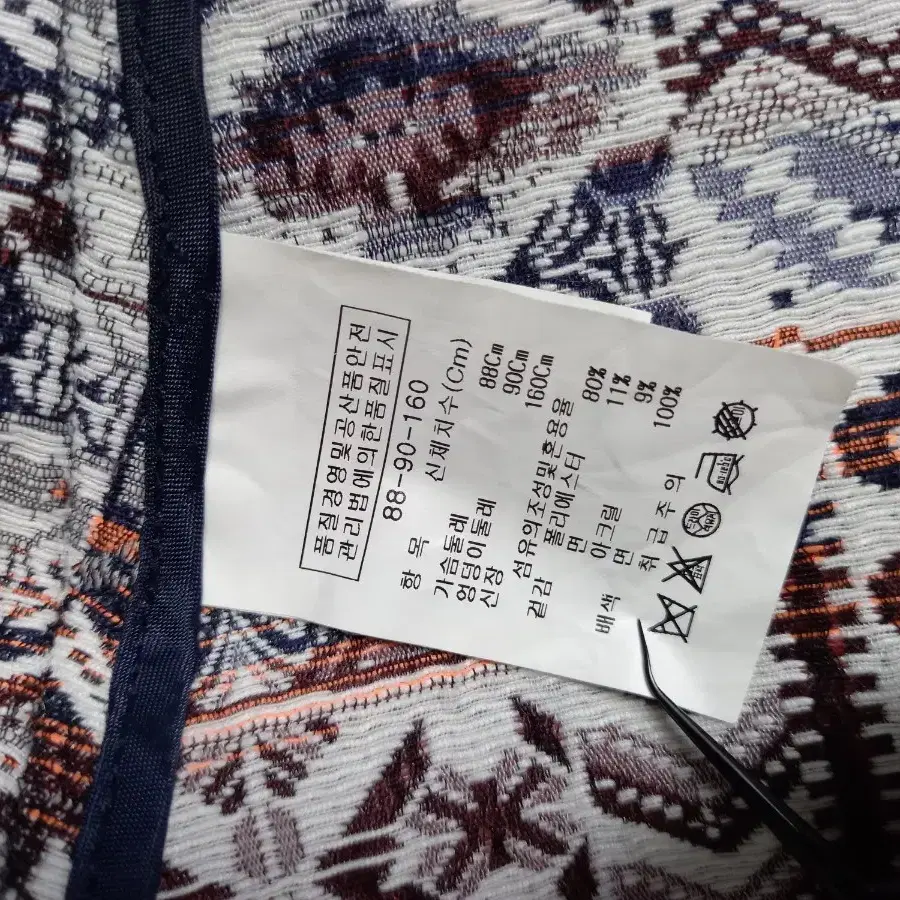 품질경영및공산품안전
관리법에의한품질표시
88-90-160
항 목 신체치수(Cm)
가슴둘레 88Cm
엉덩이둘레 90Cm
신장 160Cm
섬유의조성및혼용율
겉감 폴리에스터 80%
면 11%
아크릴 9%
배색 면 100%
취 급 주 의